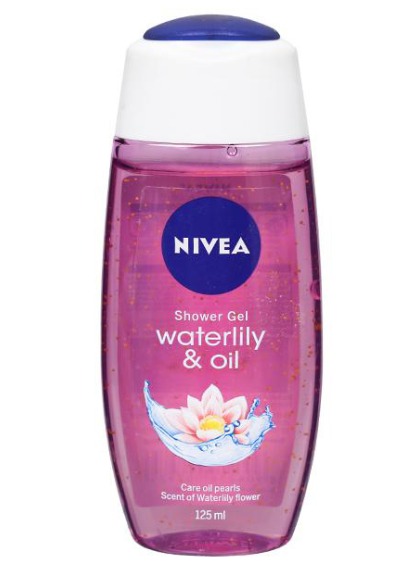 NIVEA
Shower Gel
waterlily
& oil
Care oil pearls
Scent of Waterlily flower
125 ml